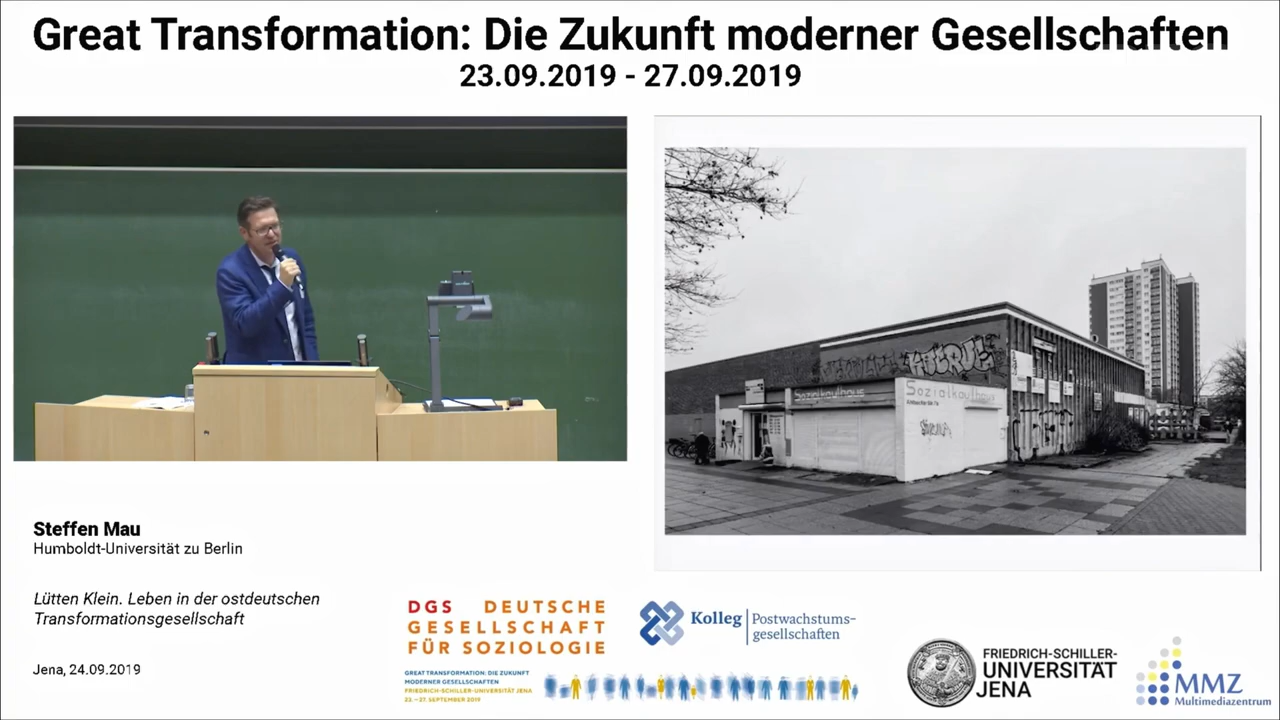 Great Transformation: Die Zukunft moderner Gesellschaften
23.09.2019 - 27.09.2019
Sozialkaufhaus
Sozialkaufhaus
Steffen Mau
Humboldt-Universität zu Berlin
Lütten Klein. Leben in der ostdeutschen
Transformationsgesellschaft
Jena, 24.09.2019
DGS DEUTSCHE
GESELLSCHAFT
FÜR SOZIOLOGIE
GREAT TRANSFORMATION: DIE ZUKUNFT
MODERNER GESELLSCHAFTEN
FRIEDRICH-SCHILLER-UNIVERSITÄT JENA
23.–27. SEPTEMBER 2019
Kolleg Postwachstums-
gesellschaften
FRIEDRICH-SCHILLER-
UNIVERSITÄT
JENA
MMZ
Multimediazentrum